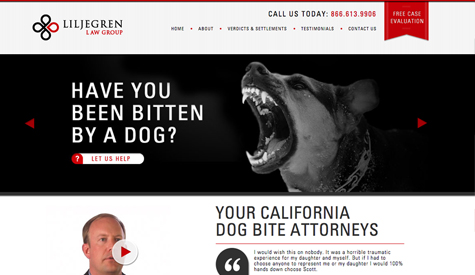 LILJEGREN
LAW GROUP
CALL US TODAY: 866.613.9906
FREE CASE
EVALUATION
HOME • ABOUT • VERDICTS & SETTLEMENTS • TESTIMONIALS • CONTACT US
HAVE YOU
BEEN BITTEN
BY A DOG?
? LET US HELP
YOUR CALIFORNIA
DOG BITE ATTORNEYS
I would wish this on nobody. It was a horrible traumatic
experience for my daughter and myself. But if I had to
choose anyone to represent me or my daughter I would 100%
hands down choose Scott.